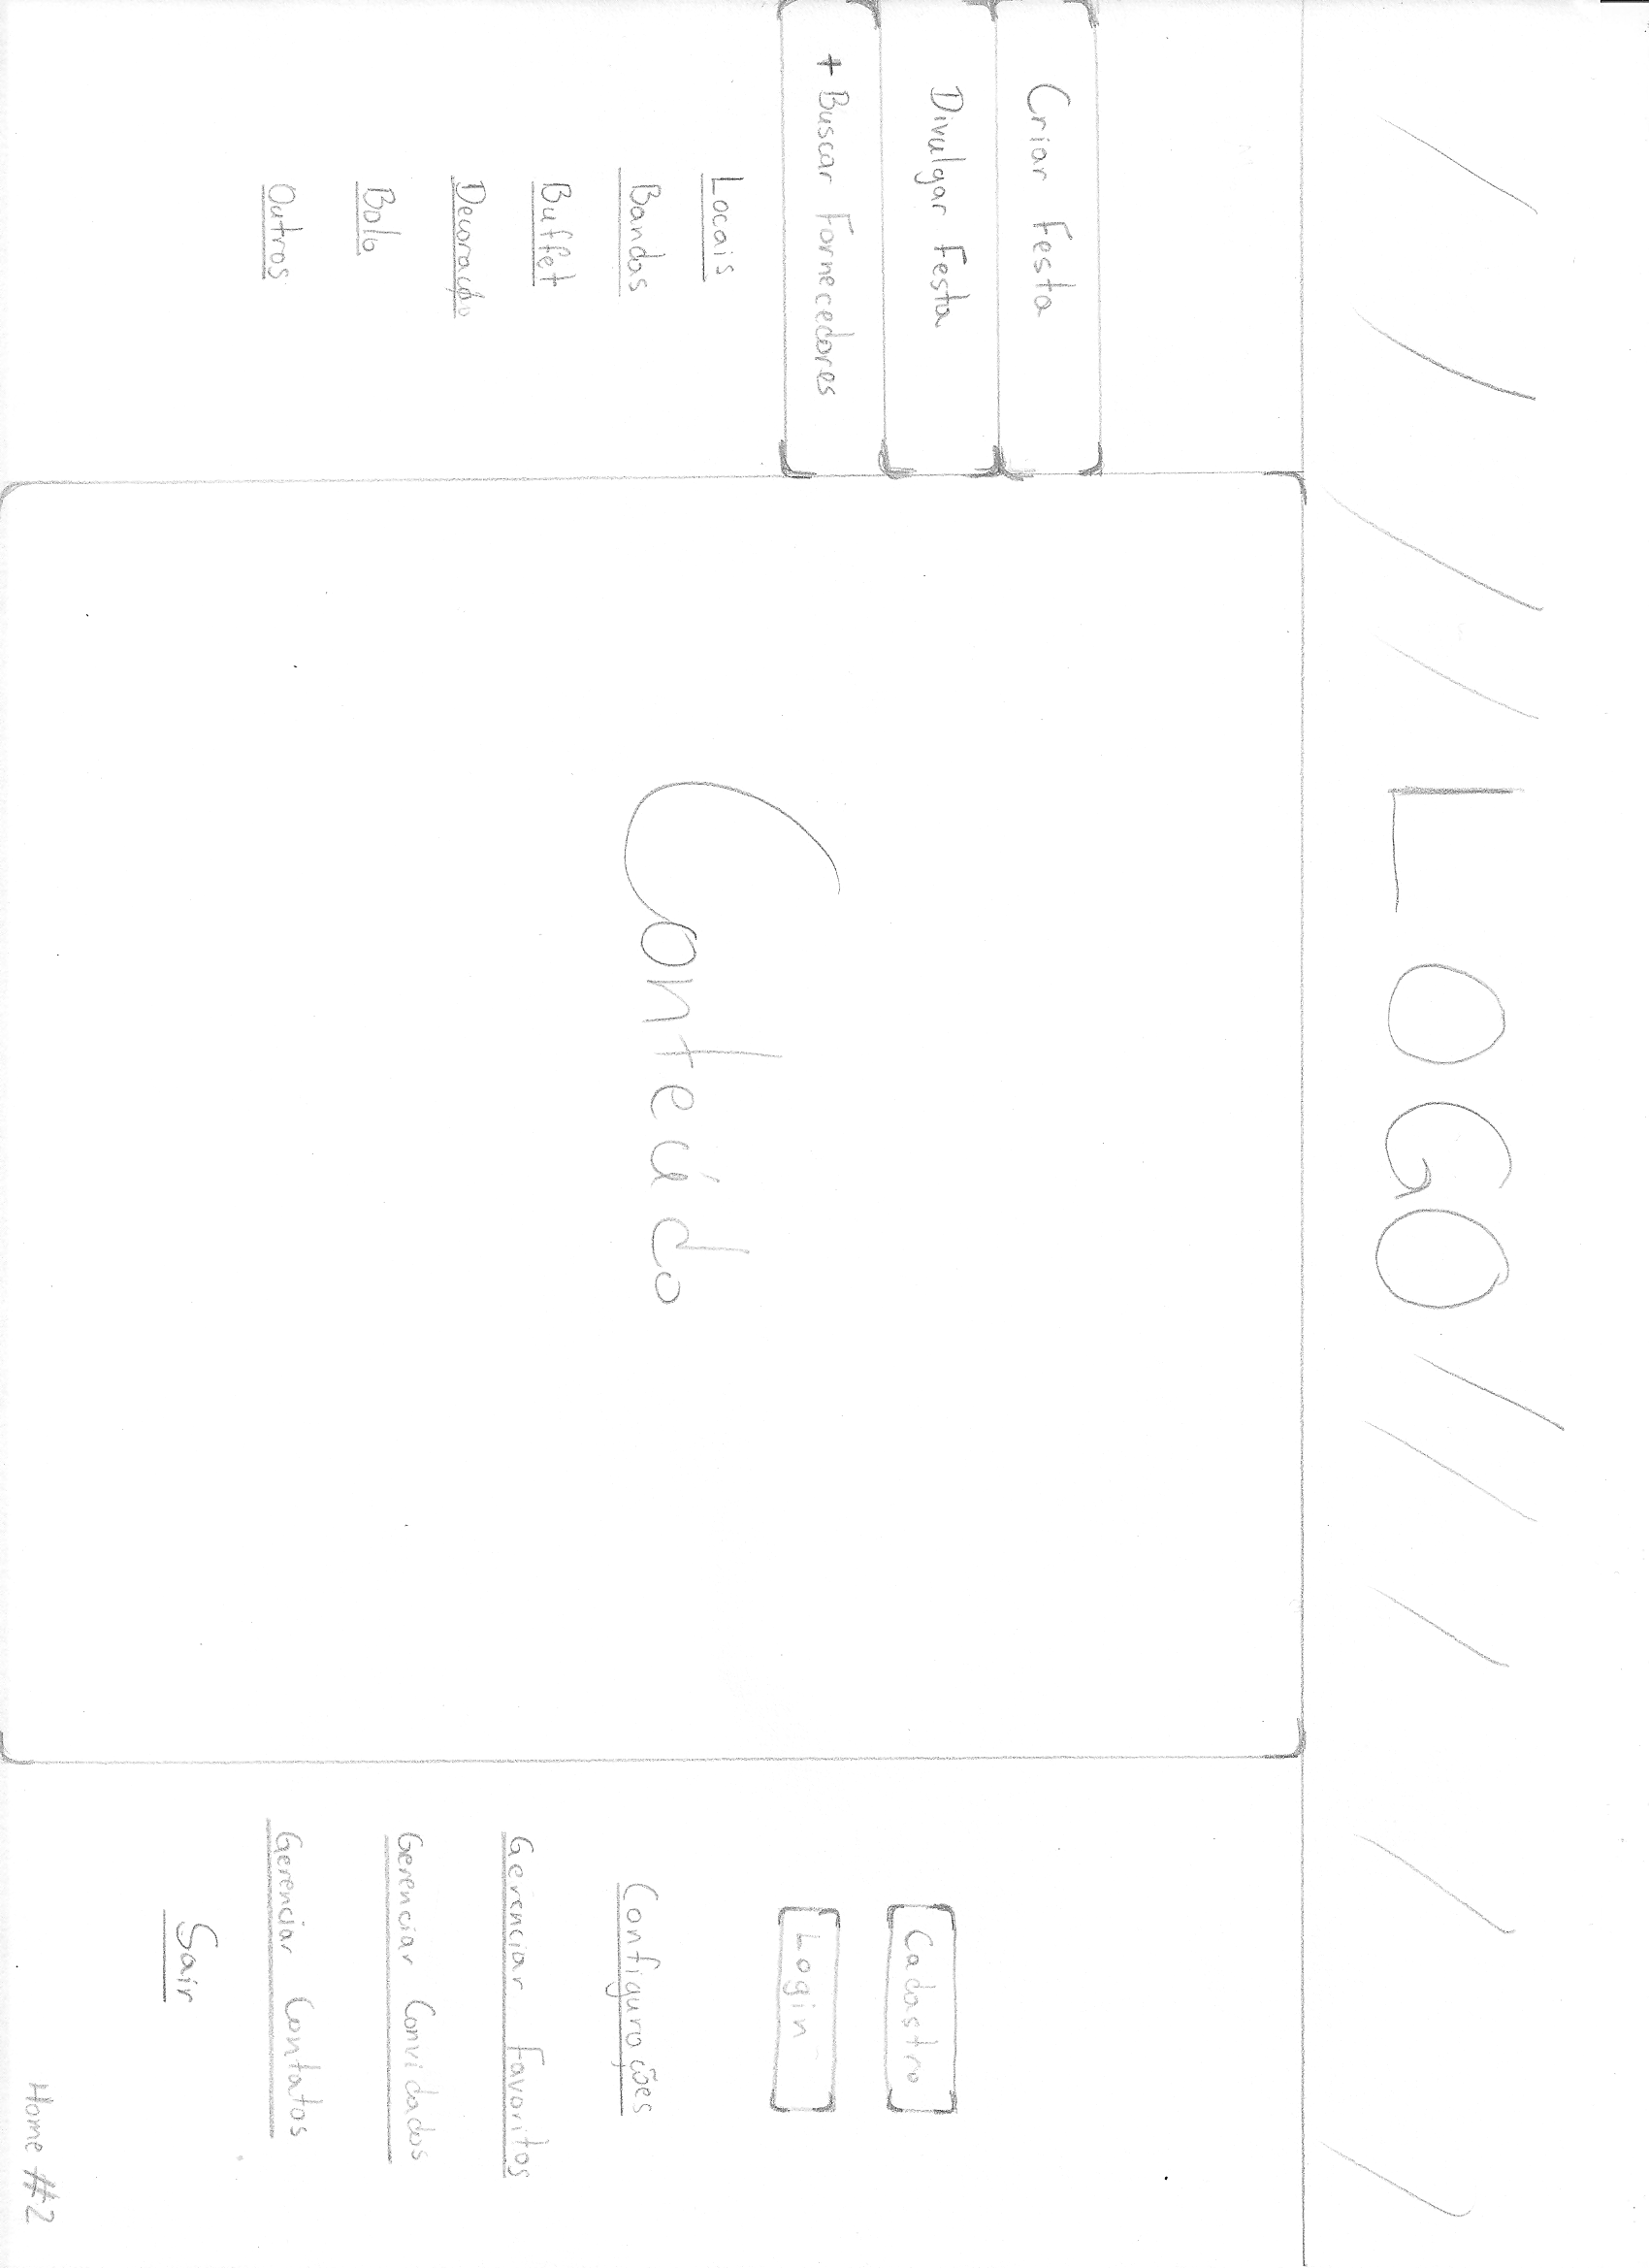 LOGO
Criar Festa
Divulgar Festa
+ Buscar Fornecedores
Locais
Bandas
Buffet
Decoração
Bolo
Outros
Conteúdo
Cadastro
Login
Configurações
Gerenciar Favoritos
Gerenciar Convidados
Gerenciar Contatos
Sair
Home #2